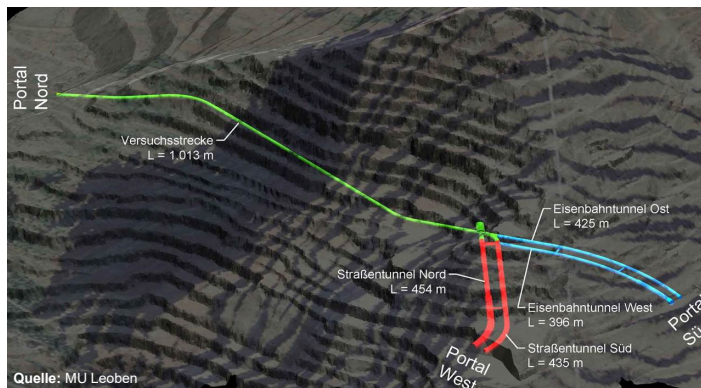 Portal
Nord
Versuchsstrecke
L = 1.013 m
Eisenbahntunnel Ost
L = 425 m
Straßentunnel Nord
L = 454 m
Eisenbahntunnel West
L = 396 m
Straßentunnel Süd
L = 435 m
Portal
West
Quelle: MU Leoben